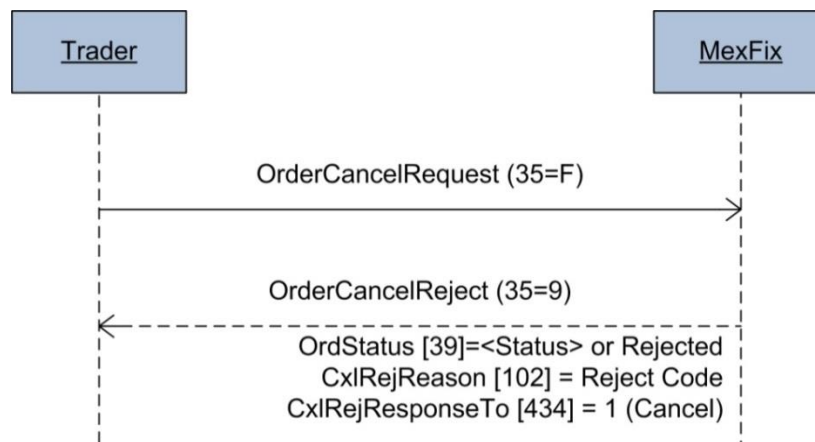 Trader
MexFix
OrderCancelRequest (35=F)
OrderCancelReject (35=9)
OrdStatus [39]=<Status> or Rejected
CxlRejReason [102] = Reject Code
CxlRejResponseTo [434] = 1 (Cancel)